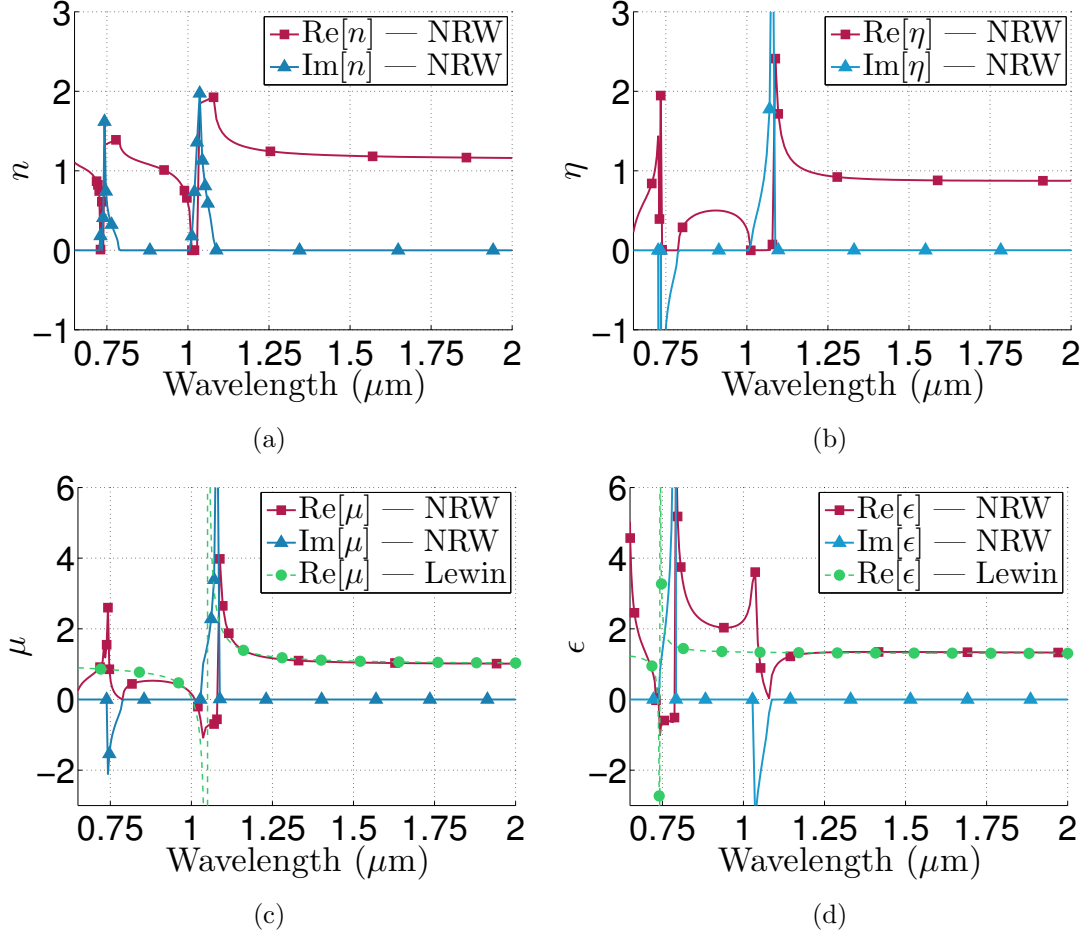 3
2
1
0
−1
n
Re[n] — NRW
Im[n] — NRW
0.75 1 1.25 1.5 1.75 2
Wavelength (μm)
(a)
3
2
1
0
−1
η
Re[η] — NRW
Im[η] — NRW
0.75 1 1.25 1.5 1.75 2
Wavelength (μm)
(b)
6
4
2
0
−2
μ
Re[μ] — NRW
Im[μ] — NRW
Re[μ] — Lewin
0.75 1 1.25 1.5 1.75 2
Wavelength (μm)
(c)
6
4
2
0
−2
ϵ
Re[ϵ] — NRW
Im[ϵ] — NRW
Re[ϵ] — Lewin
0.75 1 1.25 1.5 1.75 2
Wavelength (μm)
(d)